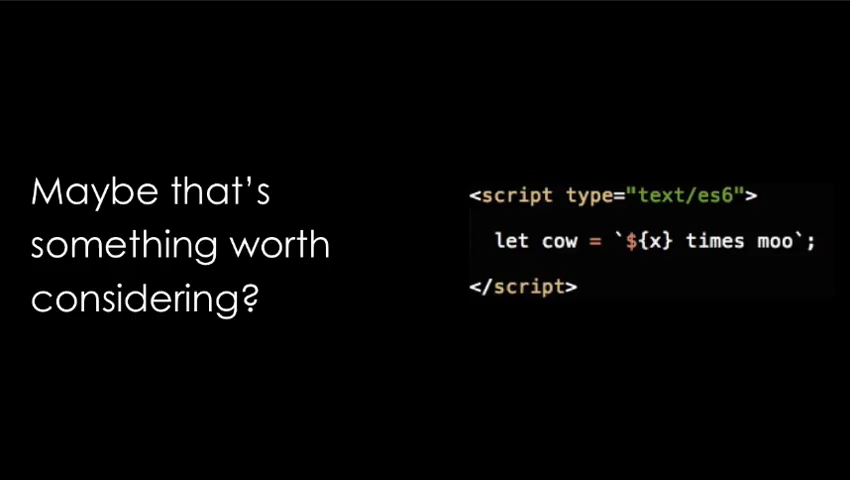 Maybe that's
something worth
considering?
<script type="text/es6">
let cow = `${x} times moo`;
</script>